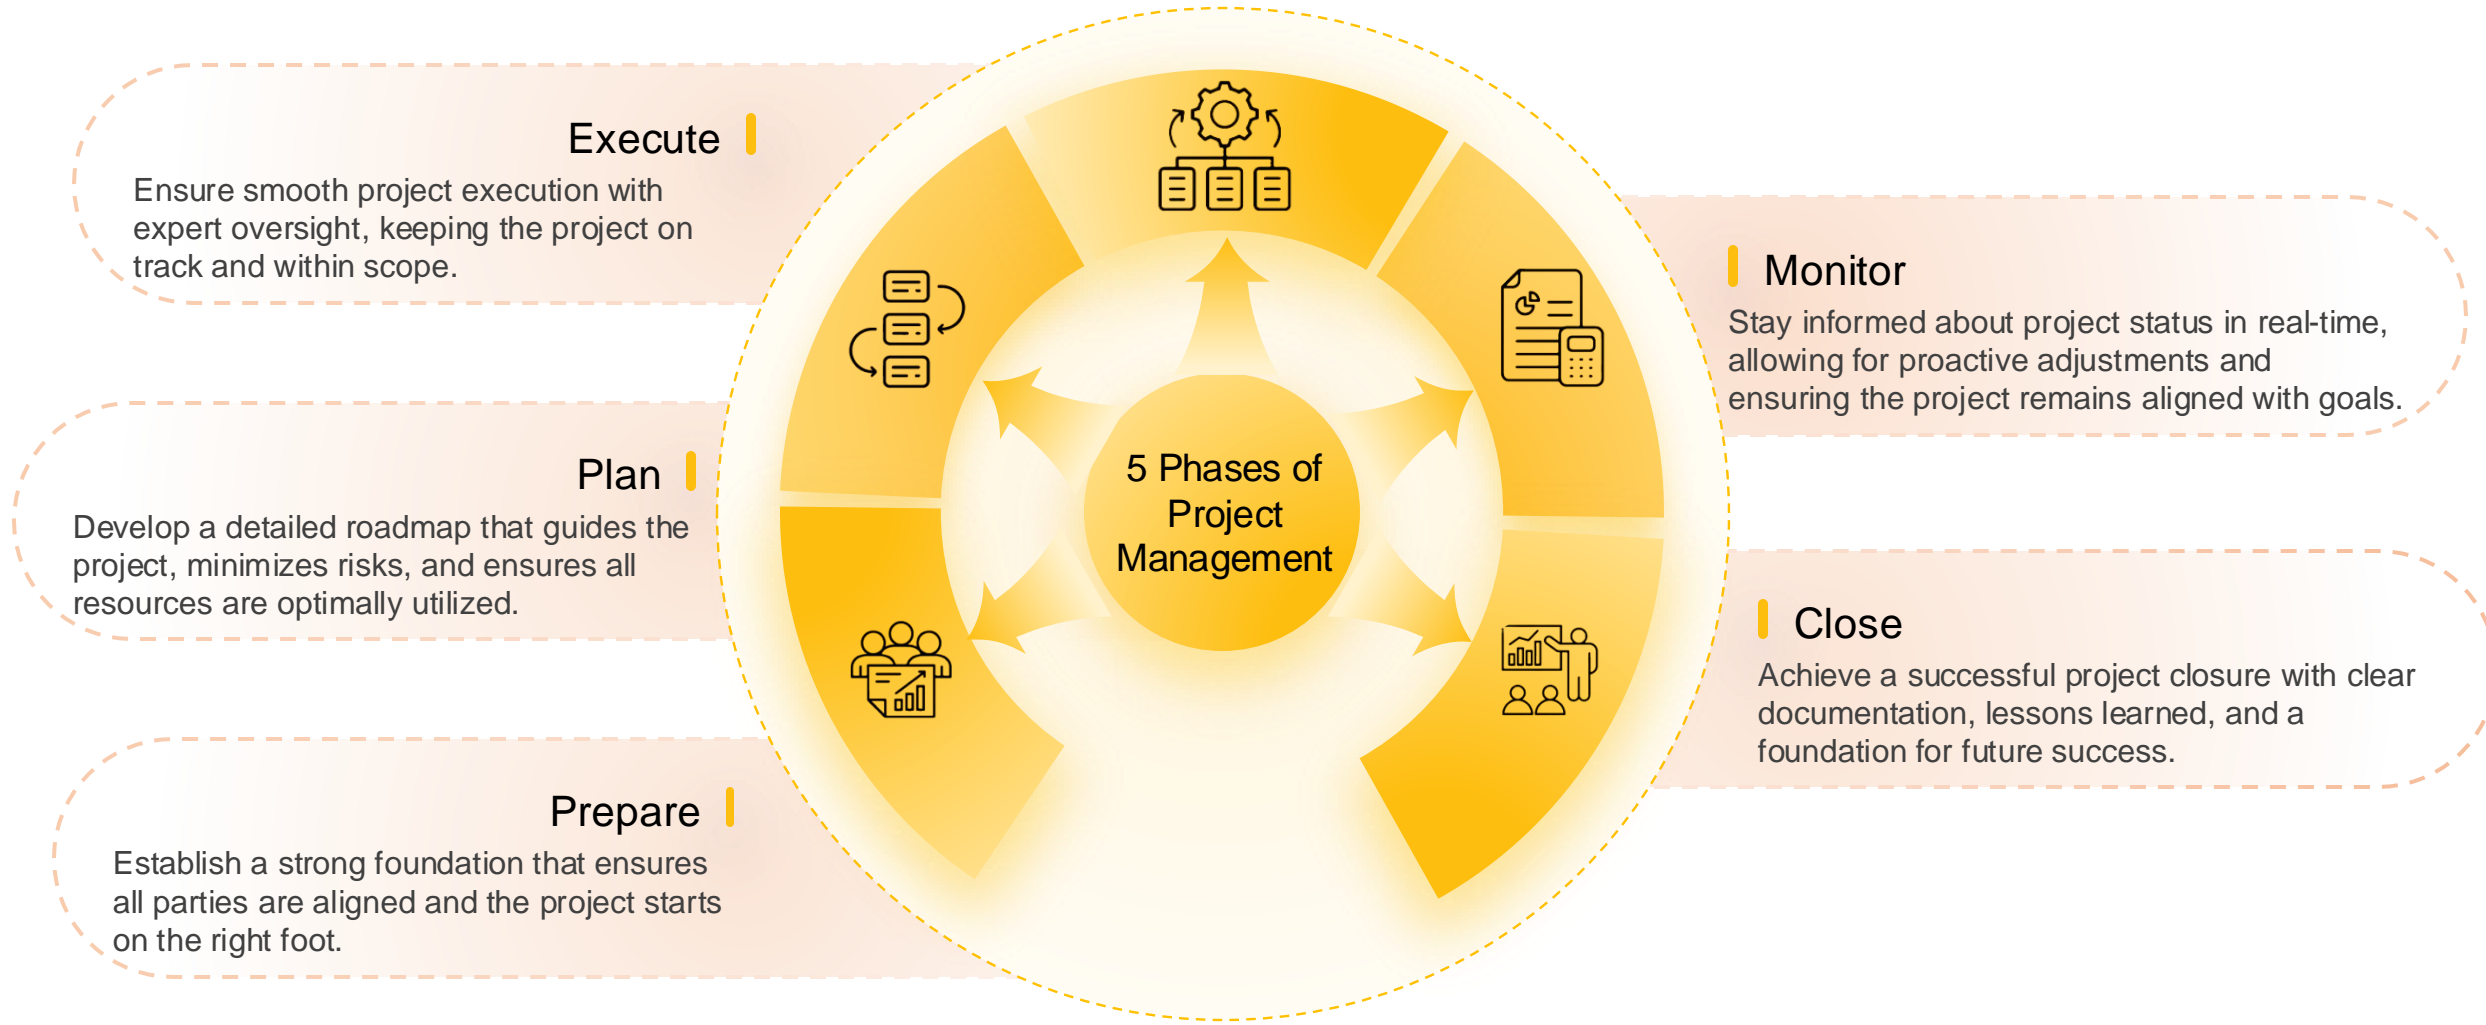 Execute
Ensure smooth project execution with
expert oversight, keeping the project on
track and within scope.
Plan
Develop a detailed roadmap that guides the
project, minimizes risks, and ensures all
resources are optimally utilized.
Prepare
Establish a strong foundation that ensures
all parties are aligned and the project starts
on the right foot.
5 Phases of
Project
Management
Monitor
Stay informed about project status in real-time,
allowing for proactive adjustments and
ensuring the project remains aligned with goals.
Close
Achieve a successful project closure with clear
documentation, lessons learned, and a
foundation for future success.